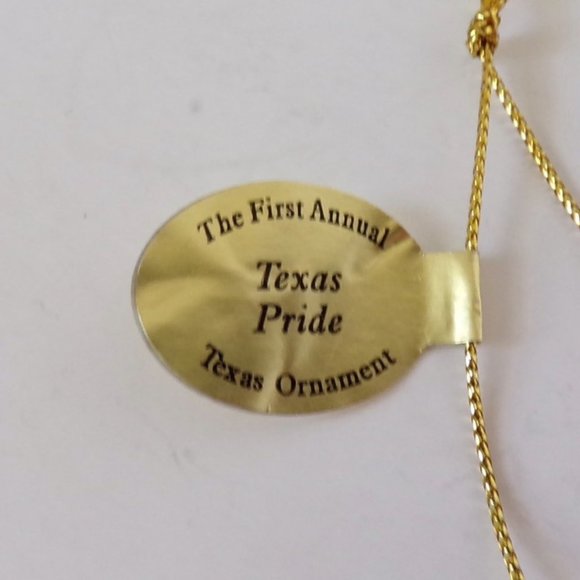 The First Annual
Texas
Pride
Texas Ornament